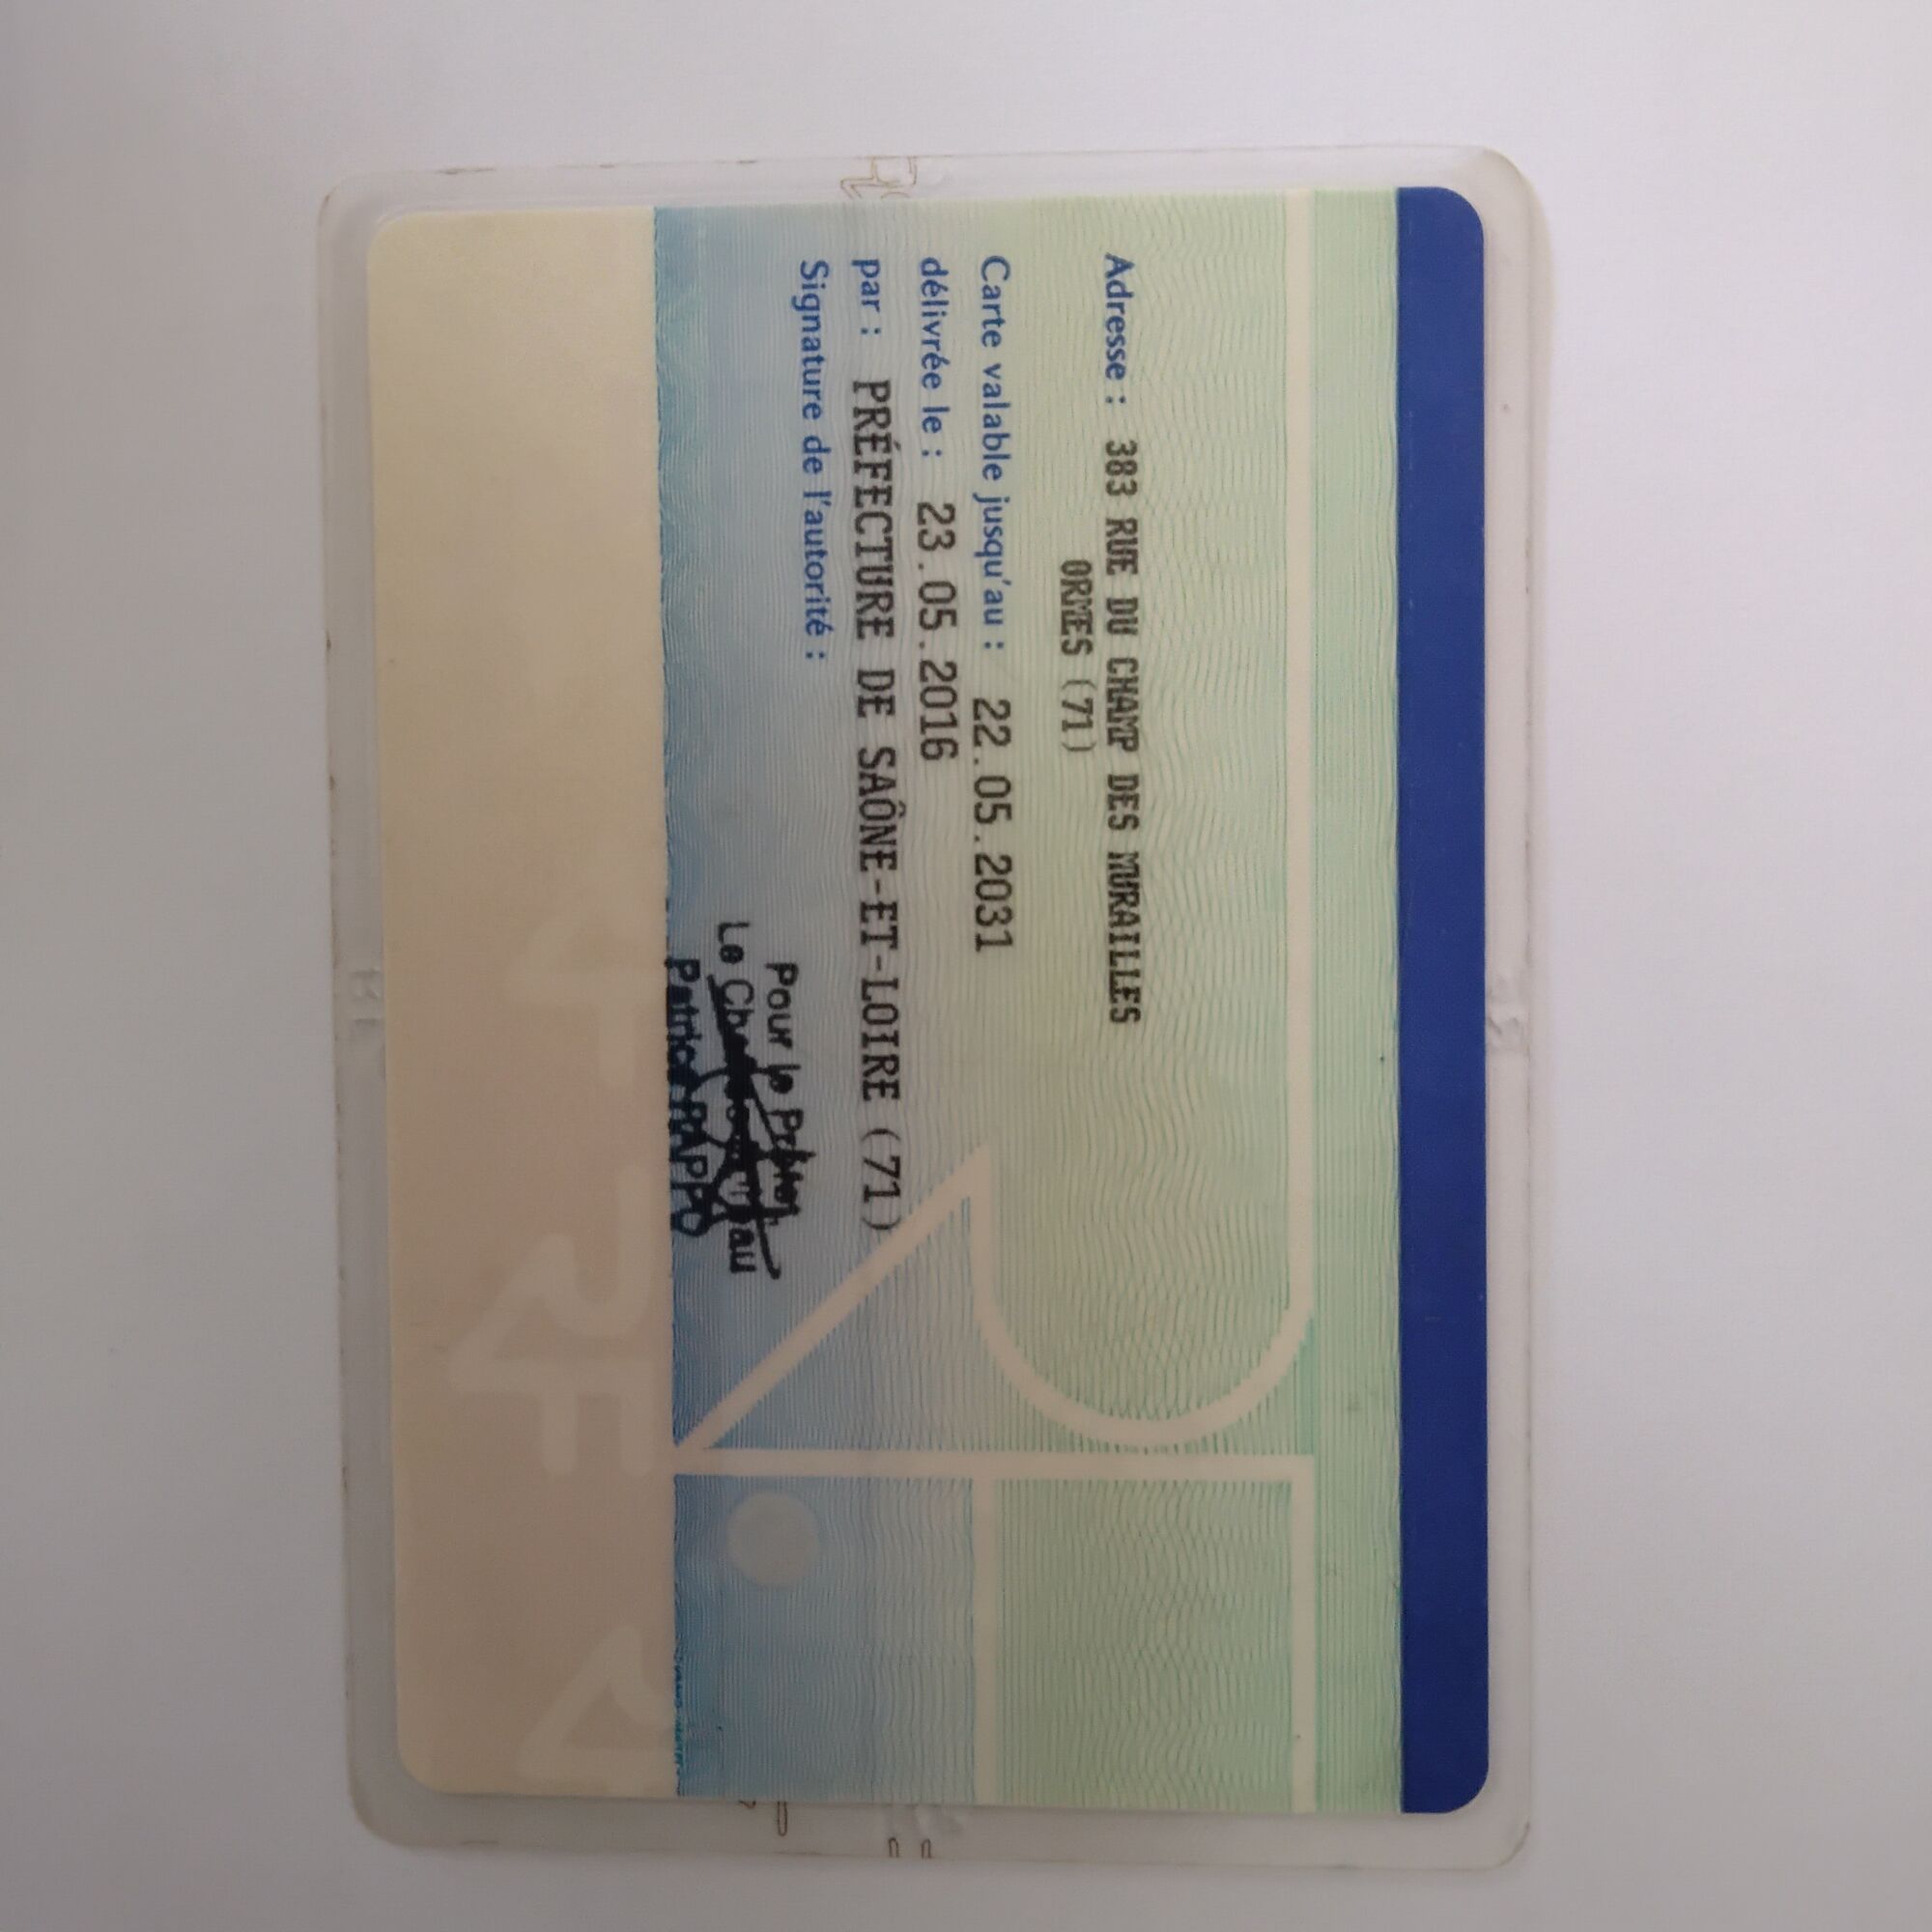 Adresse : 383 RUE DU CHAMP DES MURAILLES
ORMES (71)
Carte valable jusqu'au : 22.05.2031
délivrée le : 23.05.2016
par : PRÉFECTURE DE SAÔNE-ET-LOIRE (71)
Signature de l'autorité :
Pour le Préfet,
Le